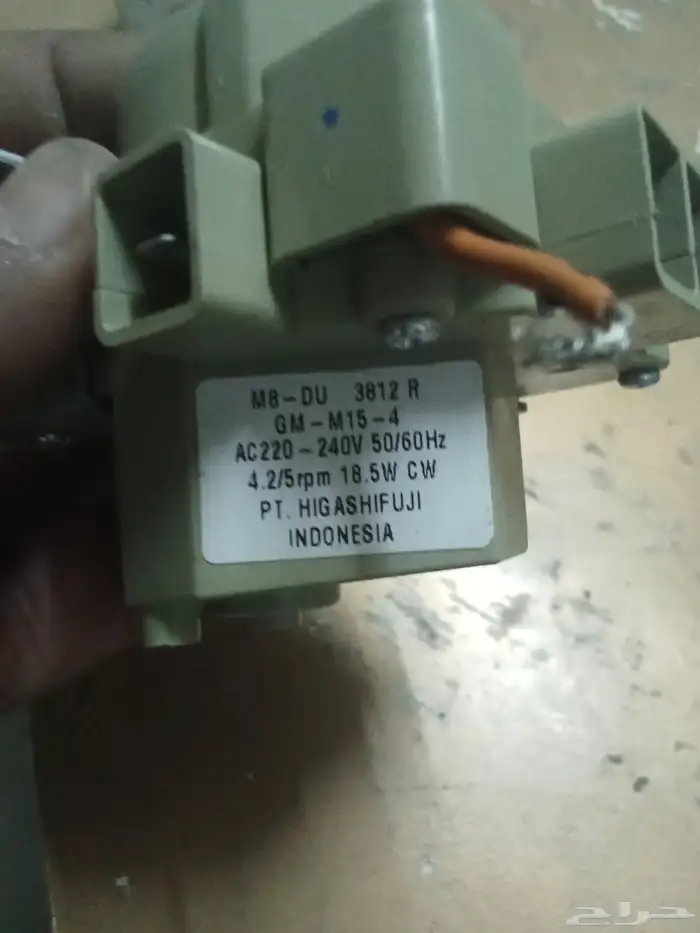 M8-DU 3812 R
GM-M15-4
AC220~240V 50/60Hz
4.2/5rpm 18.5W CW
PT. HIGASHIFUJI
INDONESIA
حراج